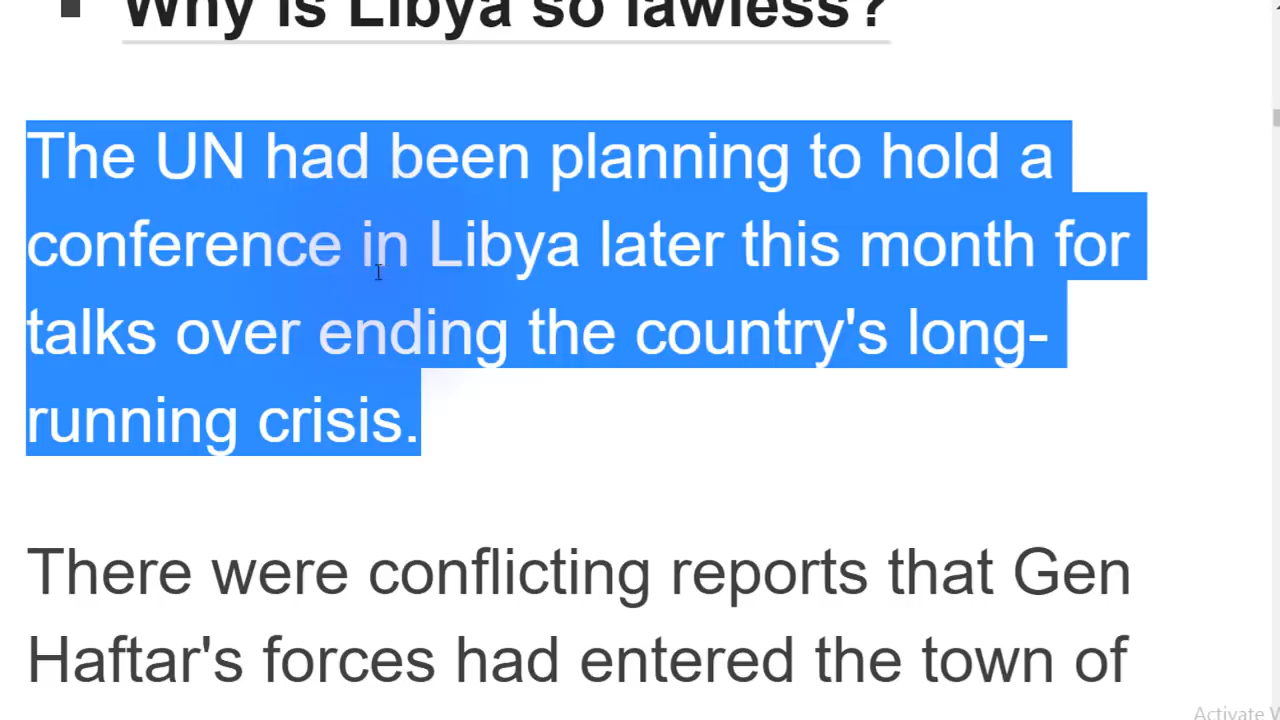 Why is Libya so lawless?
The UN had been planning to hold a
conference in Libya later this month for
talks over ending the country's long-
running crisis.
There were conflicting reports that Gen
Haftar's forces had entered the town of
Activate